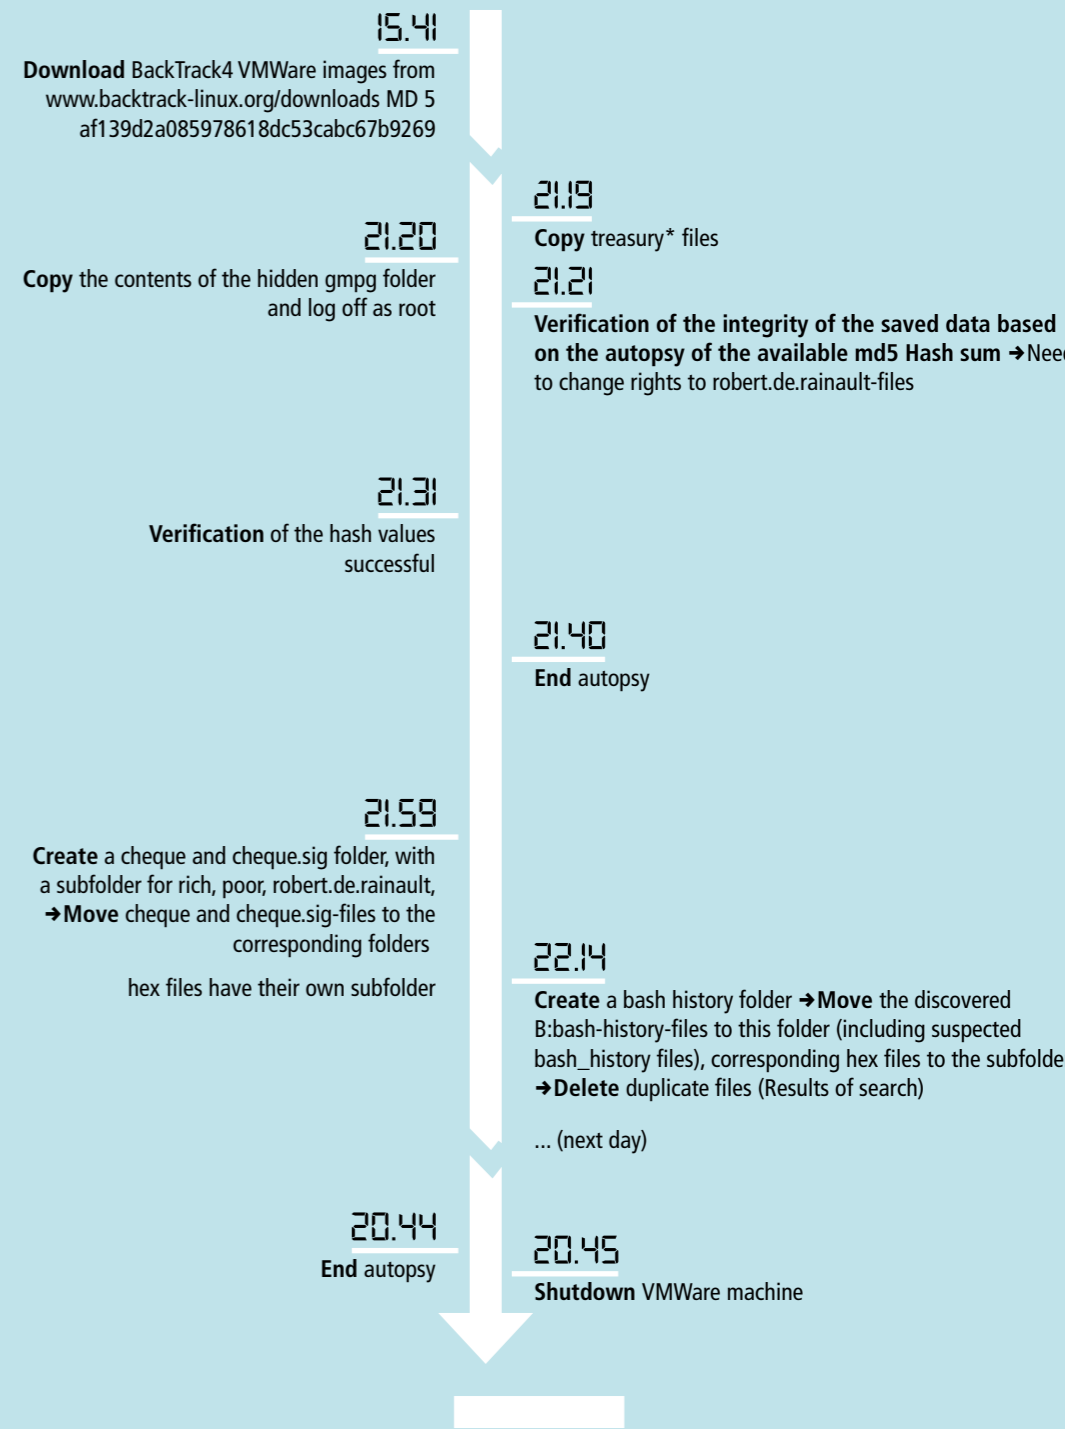 15.41
Download BackTrack4 VMWare images from
www.backtrack-linux.org/downloads MD 5
af139d2a085978618dc53cabc67b9269
21.19
Copy treasury* files
21.20
Copy the contents of the hidden gmpg folder
and log off as root
21.21
Verification of the integrity of the saved data based
on the autopsy of the available md5 Hash sum ➔Need
to change rights to robert.de.rainault-files
21.31
Verification of the hash values
successful
21.40
End autopsy
21.59
Create a cheque and cheque.sig folder, with
a subfolder for rich, poor, robert.de.rainault,
➔Move cheque and cheque.sig-files to the
corresponding folders
hex files have their own subfolder
22.14
Create a bash history folder ➔Move the discovered
B:bash-history-files to this folder (including suspected
bash_history files), corresponding hex files to the subfolde
➔Delete duplicate files (Results of search)
... (next day)
20.44
End autopsy
20.45
Shutdown VMWare machine